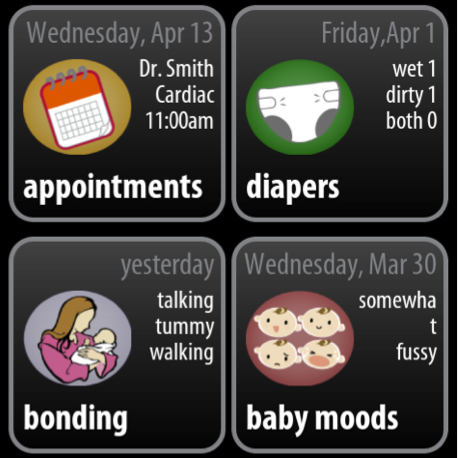 Wednesday, Apr 13
Dr. Smith
Cardiac
11:00am
appointments
Friday,Apr 1
wet 1
dirty 1
both 0
diapers
yesterday
talking
tummy
walking
bonding
Wednesday, Mar 30
somewha
t
fussy
baby moods